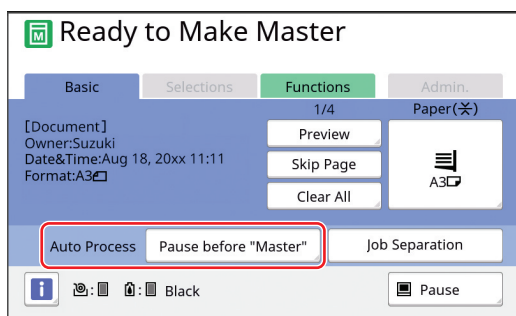 Ready to Make Master
Basic
Selections
Functions
Admin.
1/4
Paper
[Document]
Owner:Suzuki
Date&Time:Aug 18, 20xx 11:11
Format:A3
Preview
Skip Page
Clear All
A3
Auto Process
Pause before "Master"
Job Separation
i
: : Black
Pause